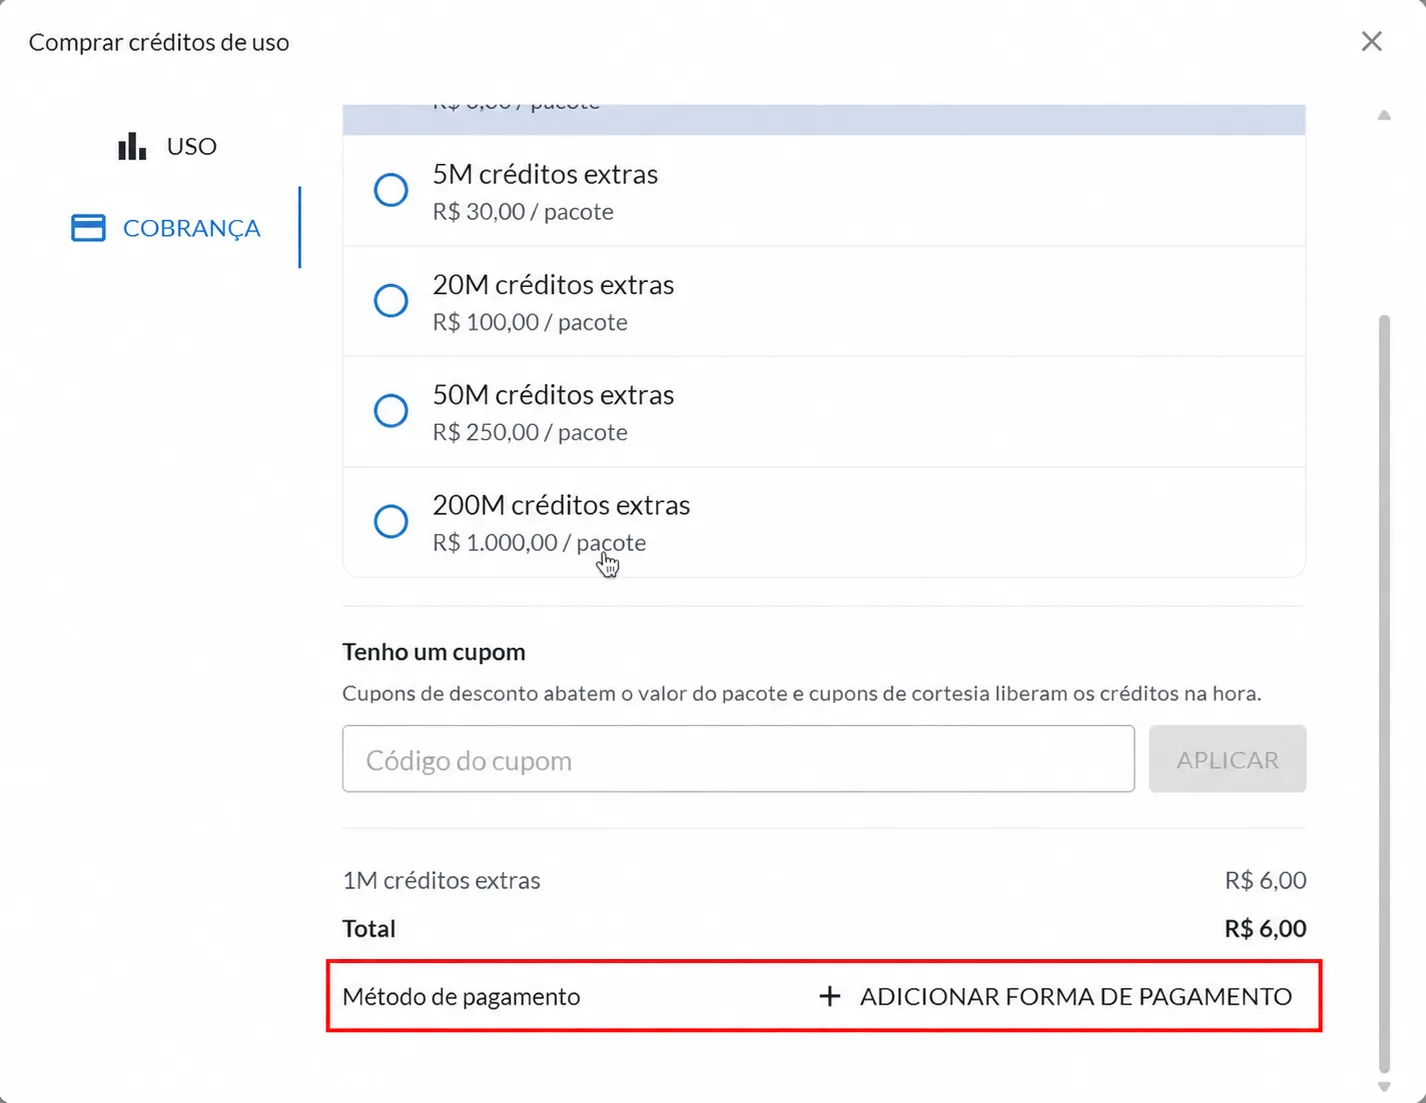 Comprar créditos de uso
USO
COBRANÇA
/ pacote
5M créditos extras
R$ 30,00 / pacote
20M créditos extras
R$ 100,00 / pacote
50M créditos extras
R$ 250,00 / pacote
200M créditos extras
R$ 1.000,00 / pacote
Tenho um cupom
Cupons de desconto abatem o valor do pacote e cupons de cortesia liberam os créditos na hora.
Código do cupom
APLICAR
1M créditos extras R$ 6,00
Total R$ 6,00
Método de pagamento + ADICIONAR FORMA DE PAGAMENTO